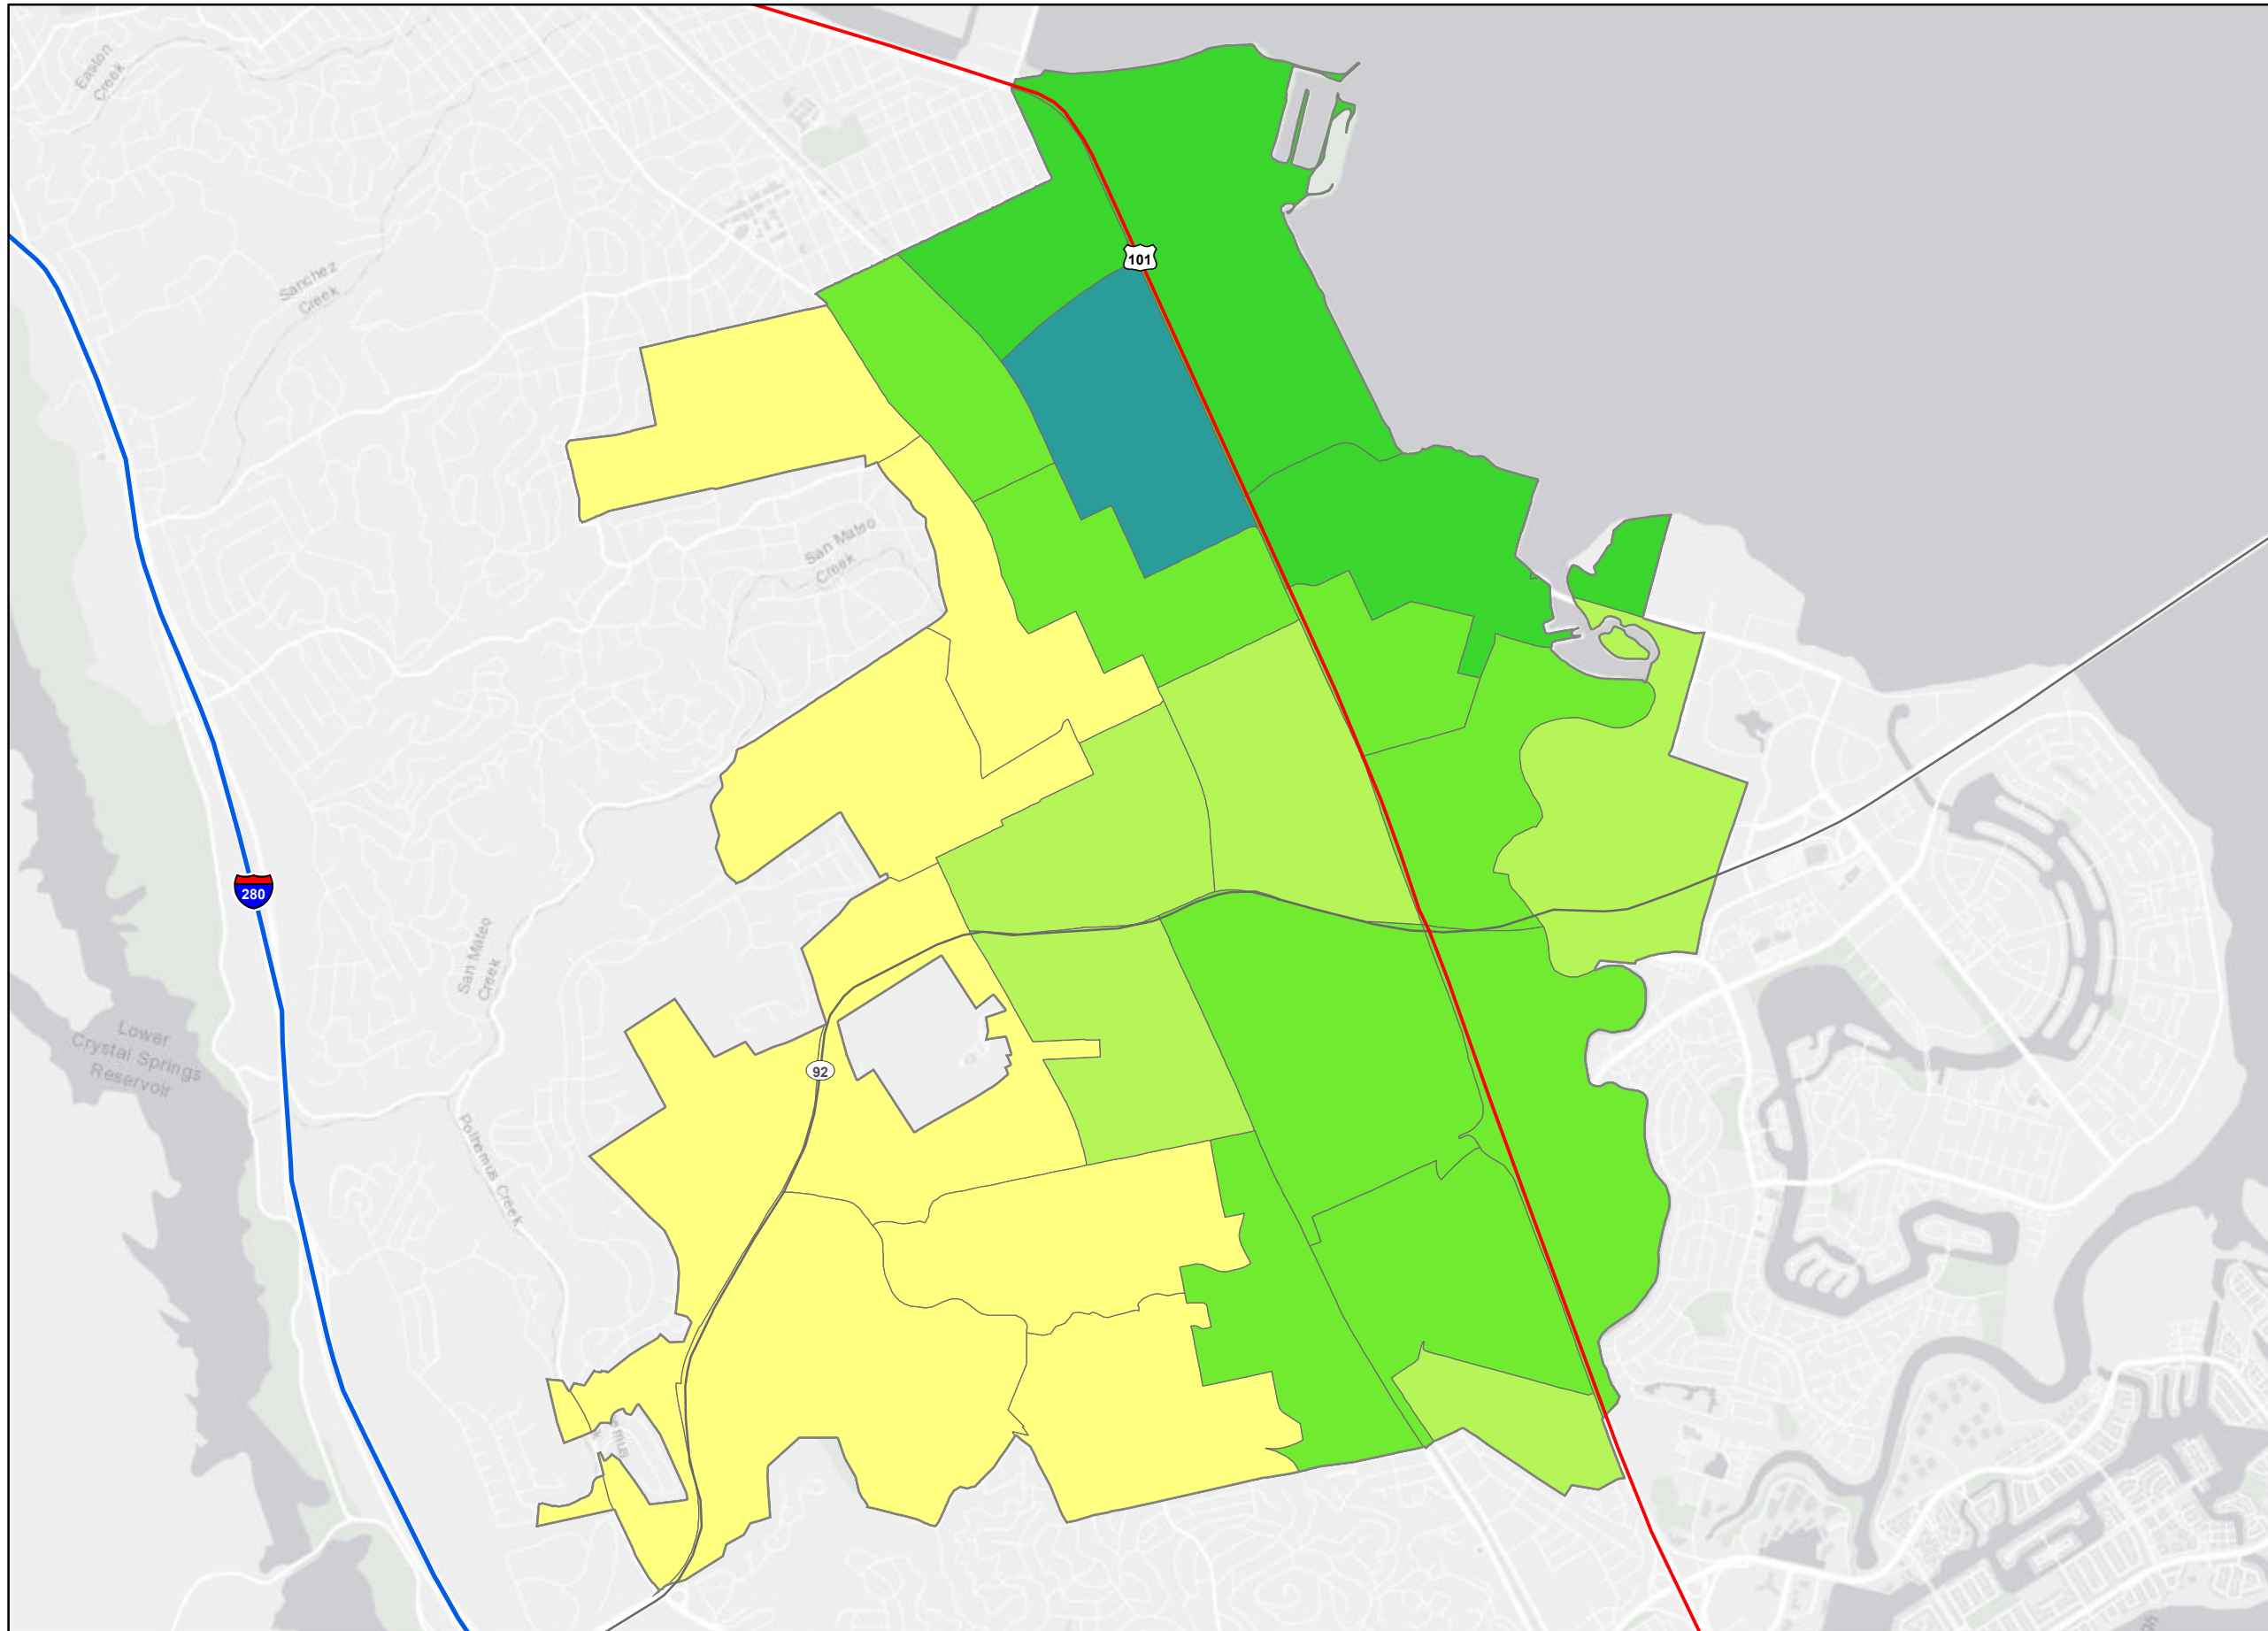 Easton
Creek
Sanchez
Creek
101
San Mateo
Creek
280
San Mateo
Creek
Lower
Crystal Springs
Reservoir
92
Polhemus Creek